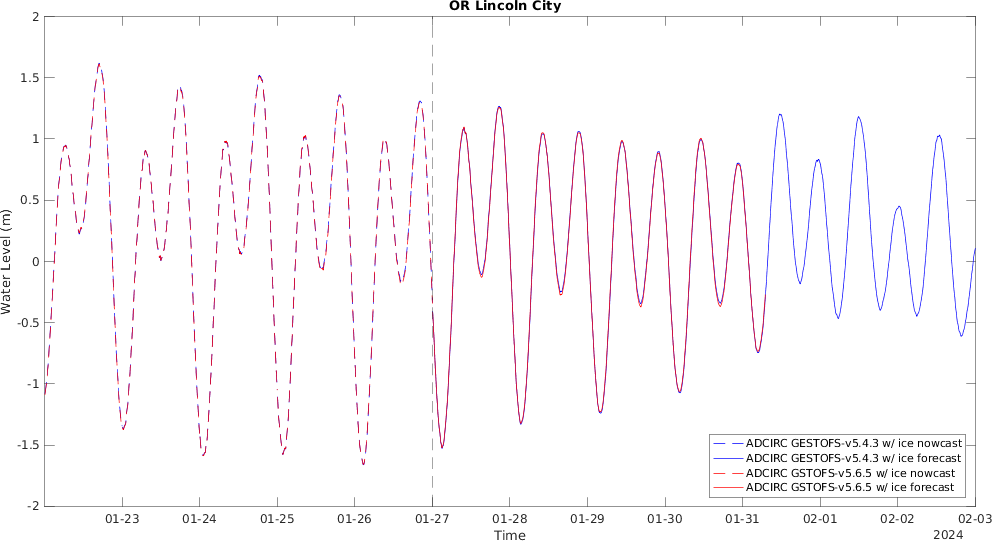 OR Lincoln City
2
1.5
1
0.5
0
-0.5
-1
-1.5
-2
Water Level (m)
01-23 01-24 01-25 01-26 01-27 01-28 01-29 01-30 01-31 02-01 02-02 02-03
Time
2024
ADCIRC GESTOFS-v5.4.3 w/ ice nowcast
ADCIRC GESTOFS-v5.4.3 w/ ice forecast
ADCIRC GSTOFS-v5.6.5 w/ ice nowcast
ADCIRC GSTOFS-v5.6.5 w/ ice forecast